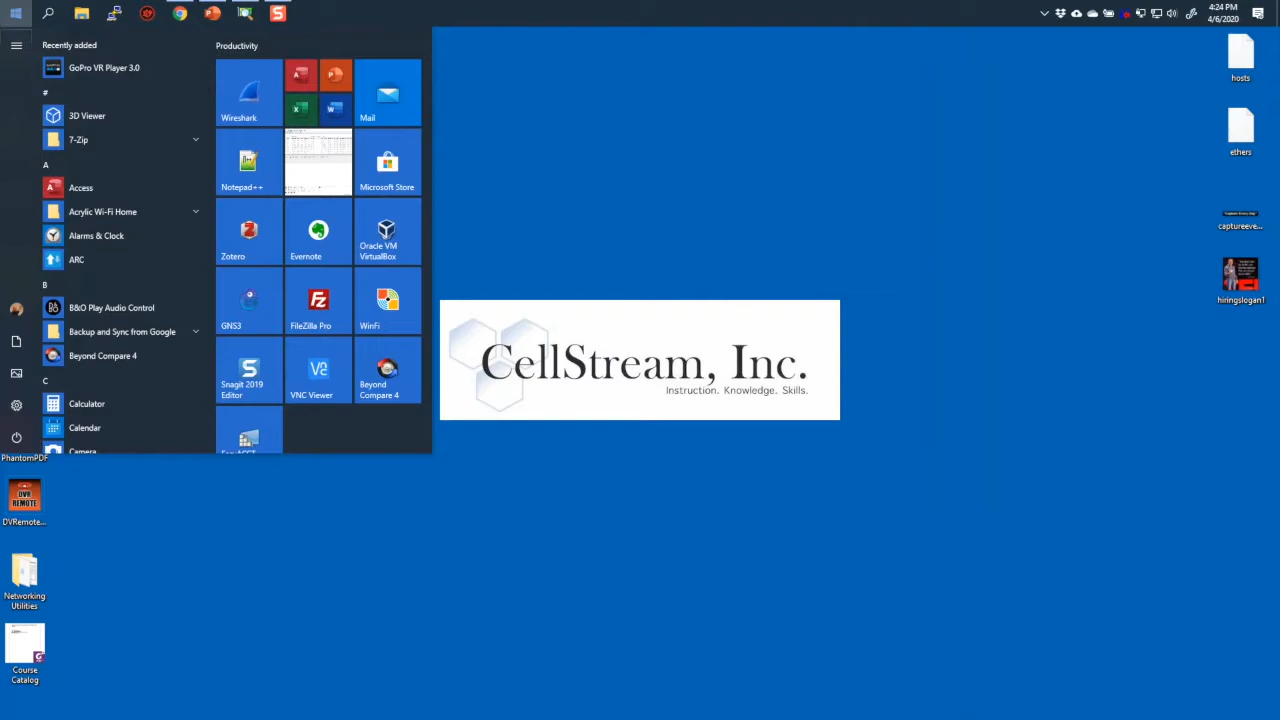 4:24 PM
4/6/2020
Recently added
GoPro VR Player 3.0
#
3D Viewer
7-Zip
A
Access
Acrylic Wi-Fi Home
Alarms & Clock
ARC
B
B&O Play Audio Control
Backup and Sync from Google
Beyond Compare 4
C
Calculator
Calendar
Camera
Productivity
Wireshark
Mail
Notepad++
Microsoft Store
Zotero
Evernote
Oracle VM
VirtualBox
GNS3
FileZilla Pro
WinFi
Snagit 2019
Editor
VNC Viewer
Beyond
Compare 4
CellStream, Inc.
Instruction. Knowledge. Skills.
hosts
ethers
captureeve...
hiringslogan1
PhantomPDF
DVR
REMOTE
DVRemote...
Networking
Utilities
Course
Catalog